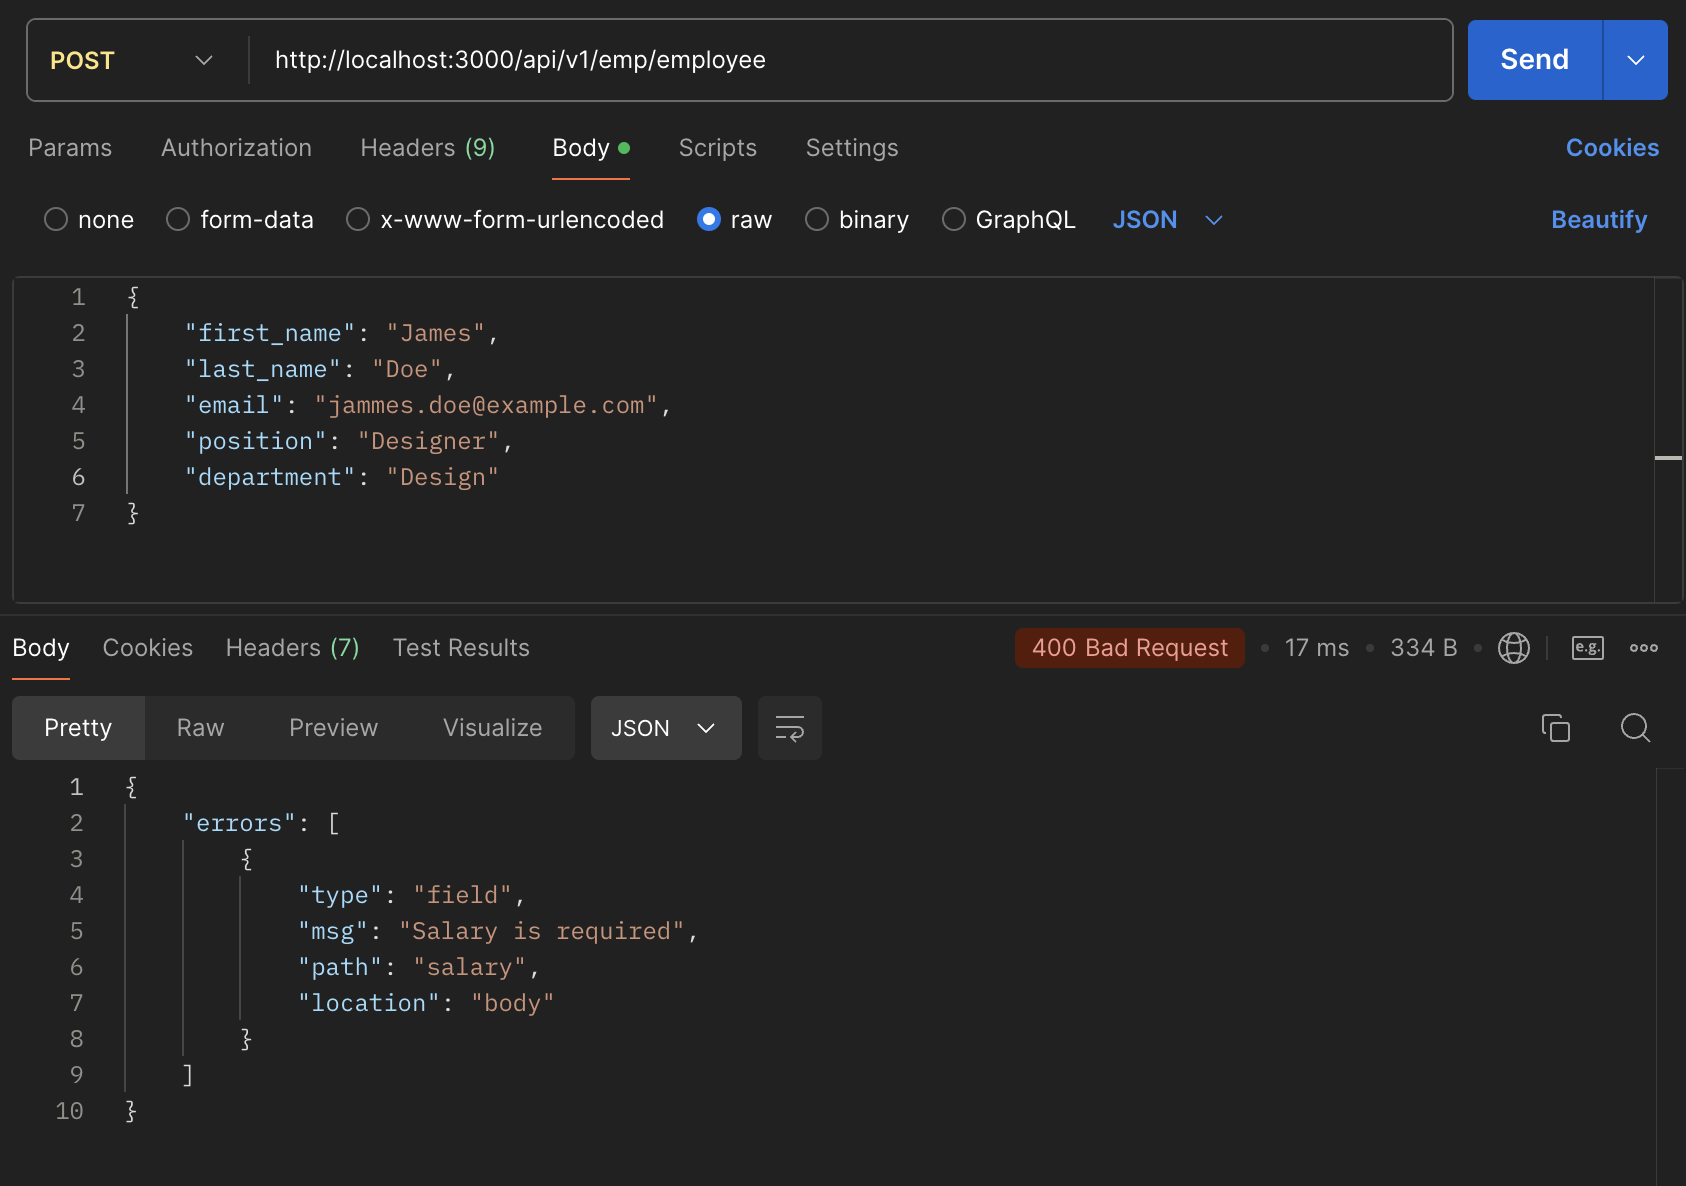 POST http://localhost:3000/api/v1/emp/employee Send
Params Authorization Headers (9) Body Scripts Settings Cookies
none form-data x-www-form-urlencoded raw binary GraphQL JSON Beautify
1 {
2 "first_name": "James",
3 "last_name": "Doe",
4 "email": "jammes.doe@example.com",
5 "position": "Designer",
6 "department": "Design"
7 }
Body Cookies Headers (7) Test Results 400 Bad Request • 17 ms • 334 B • e.g.
Pretty Raw Preview Visualize JSON
1 {
2 "errors": [
3 {
4 "type": "field",
5 "msg": "Salary is required",
6 "path": "salary",
7 "location": "body"
8 }
9 ]
10 }